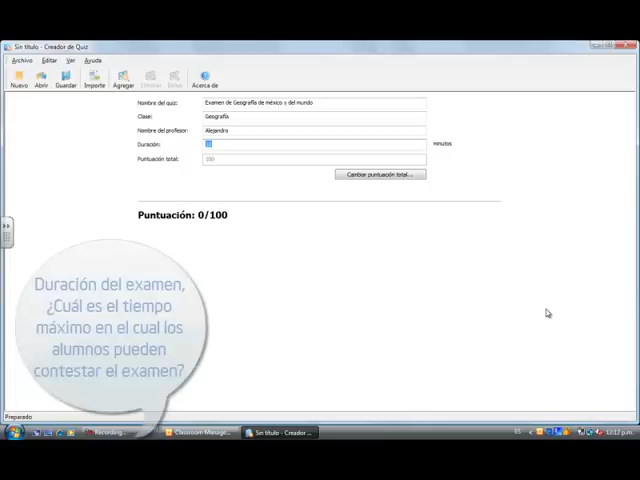 Sin título - Creador de Quiz
Archivo Editar Ver Ayuda
Nuevo Abrir Guardar Importe Agregar Eliminar Editar Acerca de
Nombre del quiz: Examen de Geografía de méxico y del mundo
Clase: Geografía
Nombre del profesor: Alejandro
Duración: minutos
Puntuación total: 100
Cambiar puntuación total...
Puntuación: 0/100
Duración del examen,
¿Cuál es el tiempo
máximo en el cual los
alumnos pueden
contestar el examen?
Preparado
Recording... Classroom Manage... Sin título - Creador ... ES 12:12 p.m.